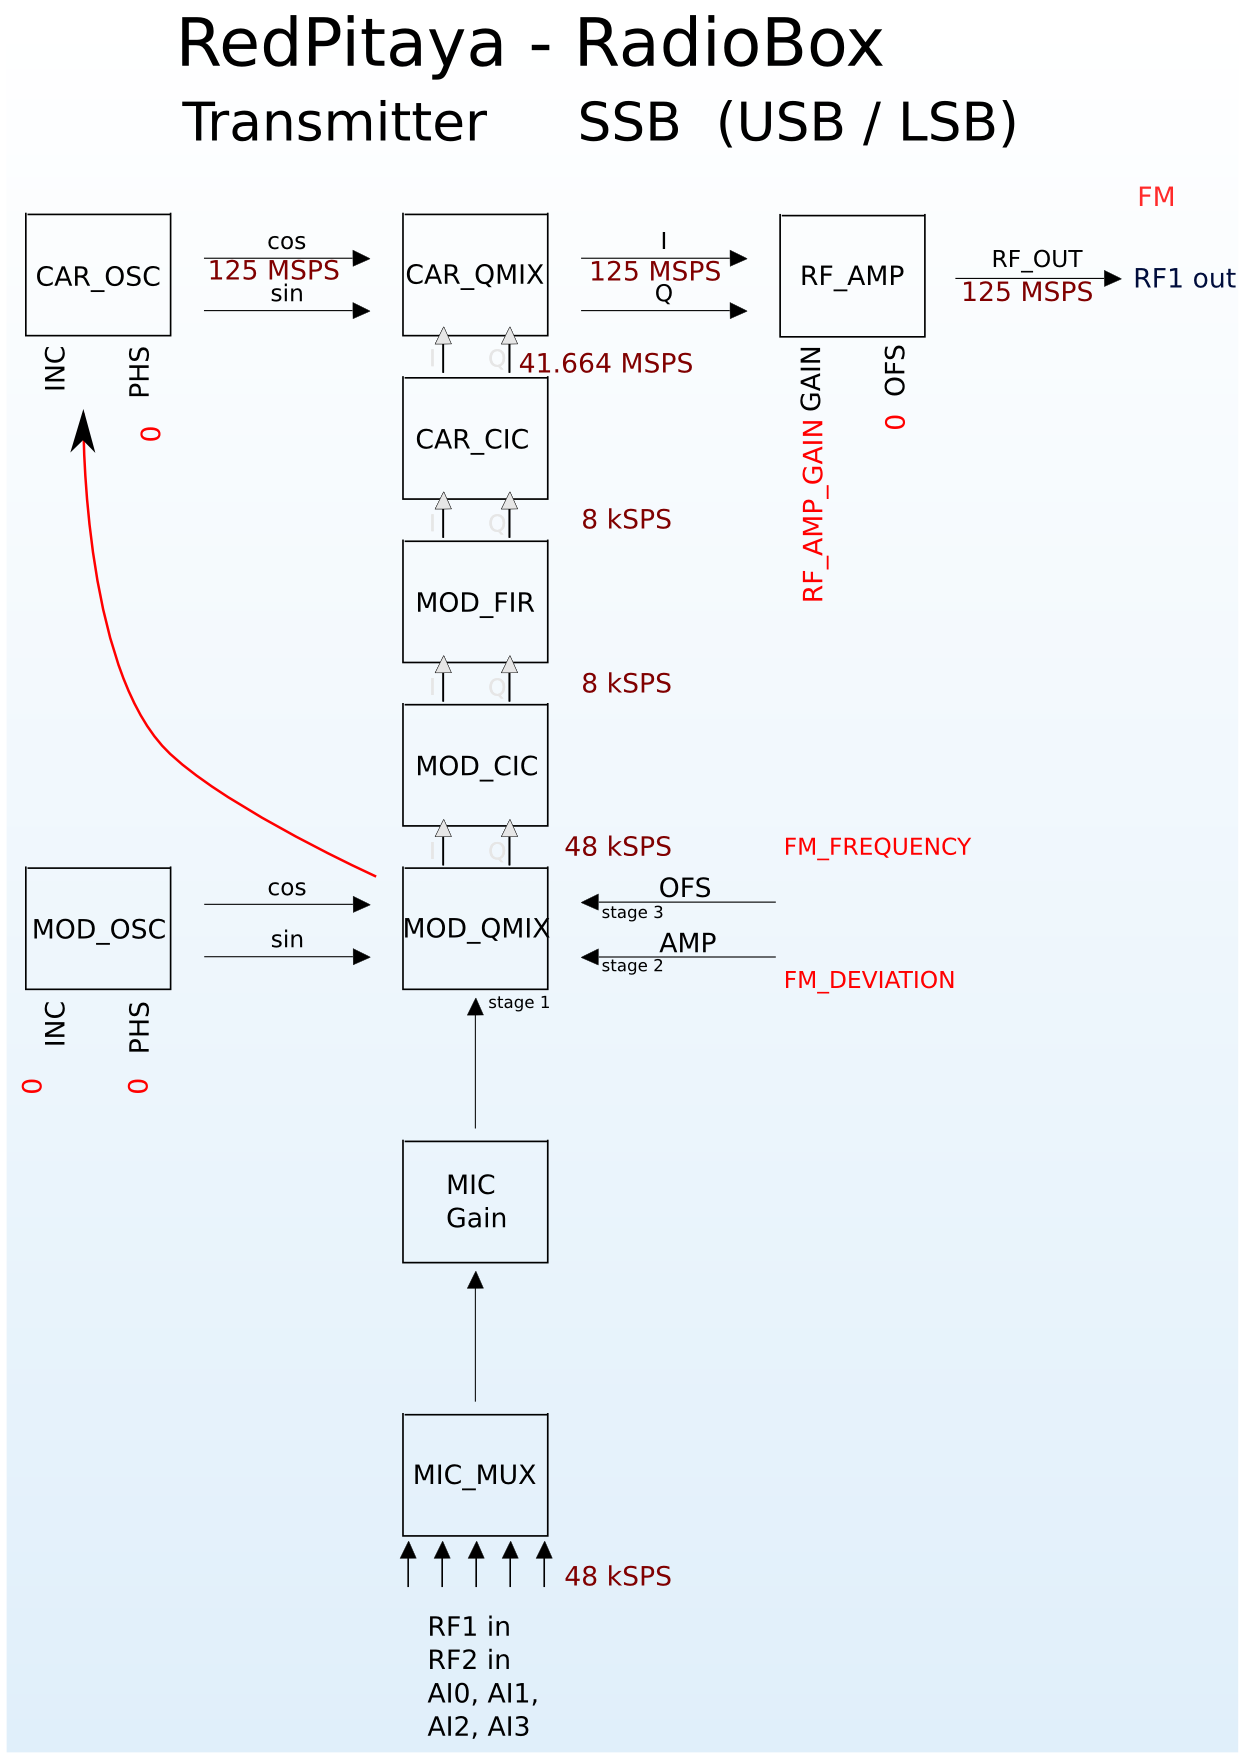 RedPitaya - RadioBox
Transmitter SSB (USB / LSB)
FM
CAR_OSC
cos
125 MSPS
sin
CAR_QMIX
I
125 MSPS
Q
RF_AMP
RF_OUT
125 MSPS
RF1 out
INC
PHS
0
I
Q
41.664 MSPS
GAIN
RF_AMP_GAIN
OFS
0
CAR_CIC
I
Q
8 kSPS
MOD_FIR
I
Q
8 kSPS
MOD_CIC
I
Q
48 kSPS
FM_FREQUENCY
MOD_OSC
cos
sin
MOD_QMIX
OFS
stage 3
AMP
stage 2
FM_DEVIATION
stage 1
INC
0
PHS
0
MIC
Gain
MIC_MUX
48 kSPS
RF1 in
RF2 in
AI0, AI1,
AI2, AI3